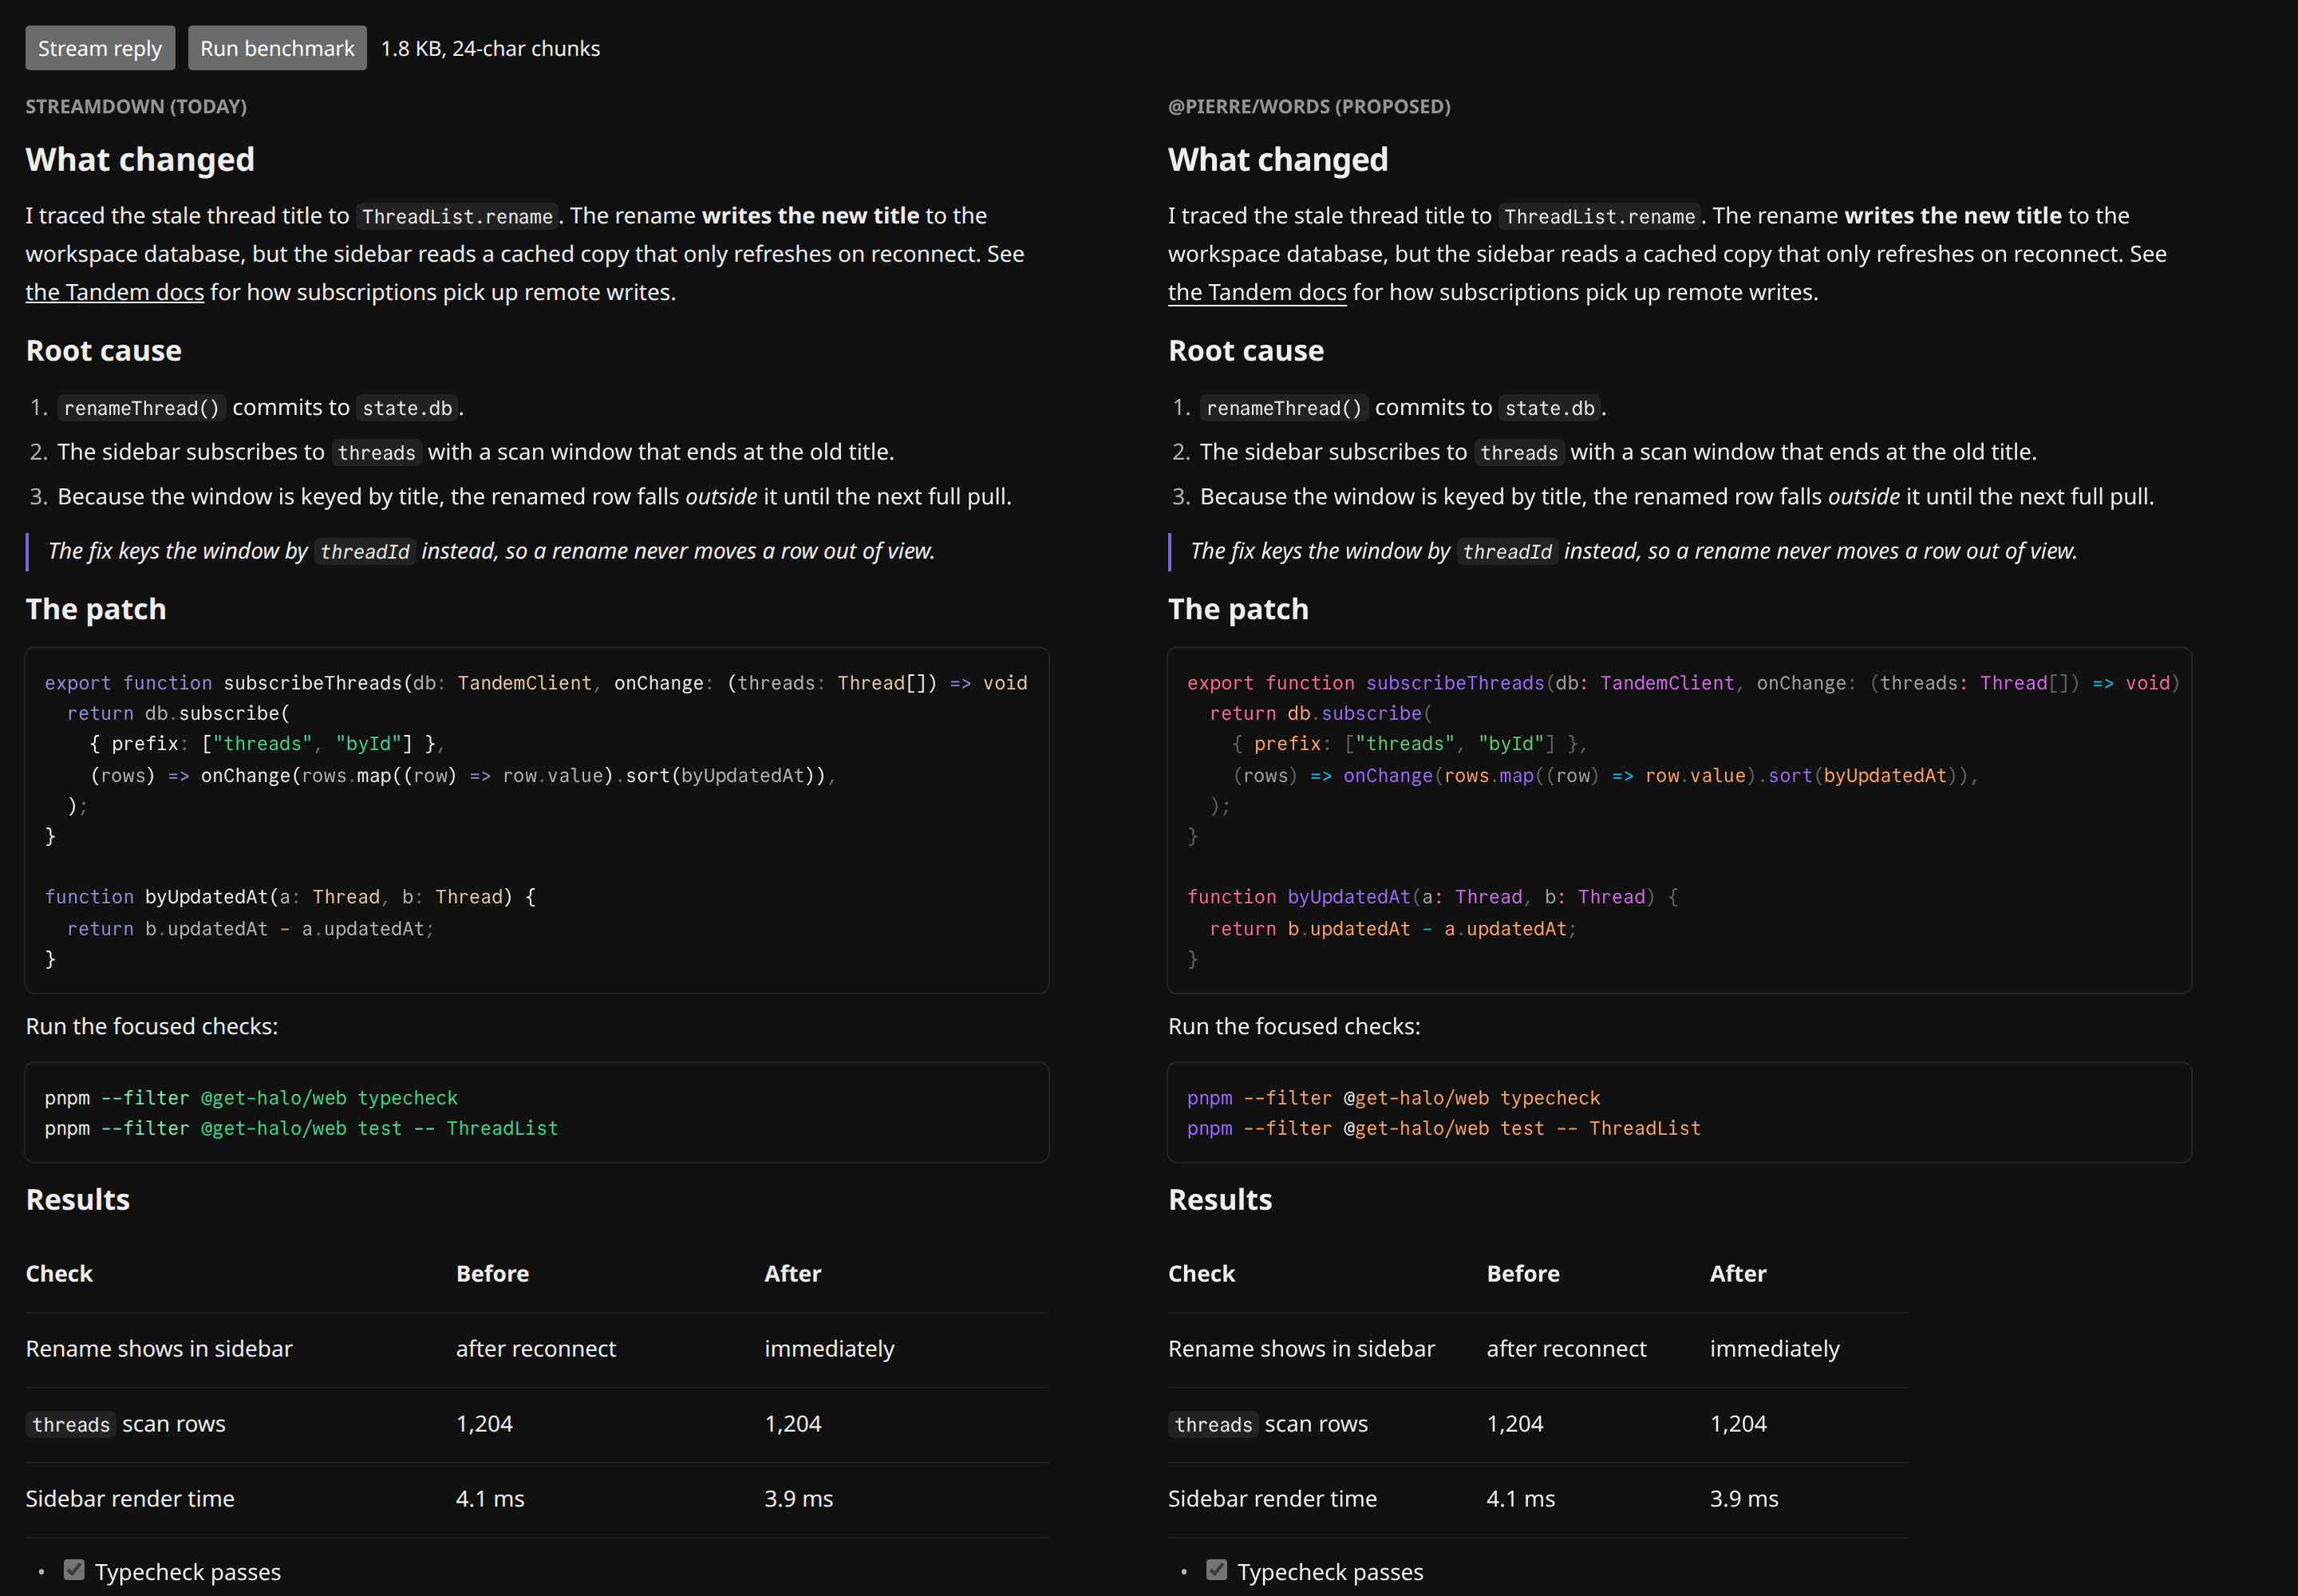 Stream reply Run benchmark 1.8 KB, 24-char chunks
STREAMDOWN (TODAY)
What changed
I traced the stale thread title to ThreadList.rename. The rename writes the new title to the
workspace database, but the sidebar reads a cached copy that only refreshes on reconnect. See
the Tandem docs for how subscriptions pick up remote writes.
Root cause
1. renameThread() commits to state.db.
2. The sidebar subscribes to threads with a scan window that ends at the old title.
3. Because the window is keyed by title, the renamed row falls outside it until the next full pull.
The fix keys the window by threadId instead, so a rename never moves a row out of view.
The patch
export function subscribeThreads(db: TandemClient, onChange: (threads: Thread[]) => void
  return db.subscribe(
    { prefix: ["threads", "byId"] },
    (rows) => onChange(rows.map((row) => row.value).sort(byUpdatedAt)),
  );
}
function byUpdatedAt(a: Thread, b: Thread) {
  return b.updatedAt - a.updatedAt;
}
Run the focused checks:
pnpm --filter @get-halo/web typecheck
pnpm --filter @get-halo/web test -- ThreadList
Results
Check Before After
Rename shows in sidebar after reconnect immediately
threads scan rows 1,204 1,204
Sidebar render time 4.1 ms 3.9 ms
• Typecheck passes
@PIERRE/WORDS (PROPOSED)
What changed
I traced the stale thread title to ThreadList.rename. The rename writes the new title to the
workspace database, but the sidebar reads a cached copy that only refreshes on reconnect. See
the Tandem docs for how subscriptions pick up remote writes.
Root cause
1. renameThread() commits to state.db.
2. The sidebar subscribes to threads with a scan window that ends at the old title.
3. Because the window is keyed by title, the renamed row falls outside it until the next full pull.
The fix keys the window by threadId instead, so a rename never moves a row out of view.
The patch
export function subscribeThreads(db: TandemClient, onChange: (threads: Thread[]) => void)
  return db.subscribe(
    { prefix: ["threads", "byId"] },
    (rows) => onChange(rows.map((row) => row.value).sort(byUpdatedAt)),
  );
}
function byUpdatedAt(a: Thread, b: Thread) {
  return b.updatedAt - a.updatedAt;
}
Run the focused checks:
pnpm --filter @get-halo/web typecheck
pnpm --filter @get-halo/web test -- ThreadList
Results
Check Before After
Rename shows in sidebar after reconnect immediately
threads scan rows 1,204 1,204
Sidebar render time 4.1 ms 3.9 ms
• Typecheck passes